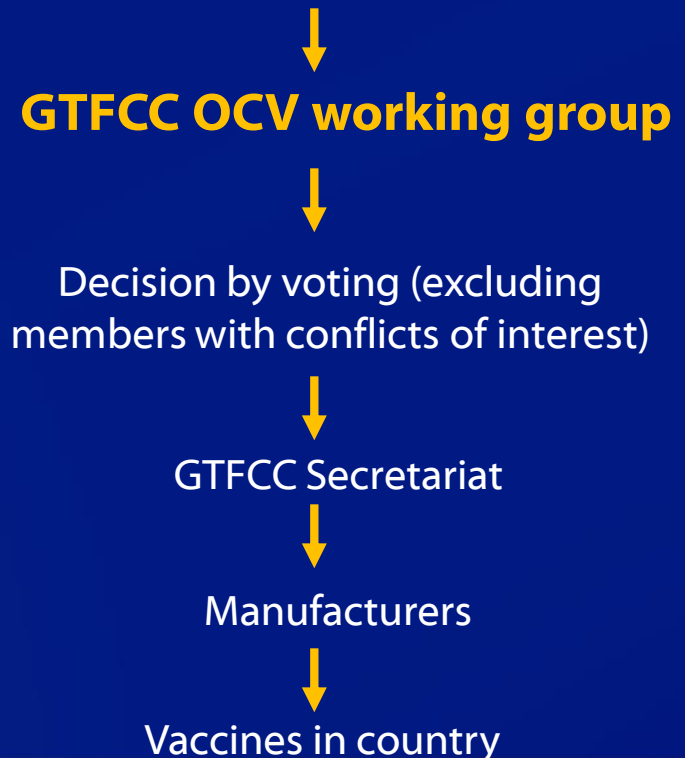 GTFCC OCV working group
Decision by voting (excluding
members with conflicts of interest)
GTFCC Secretariat
Manufacturers
Vaccines in country